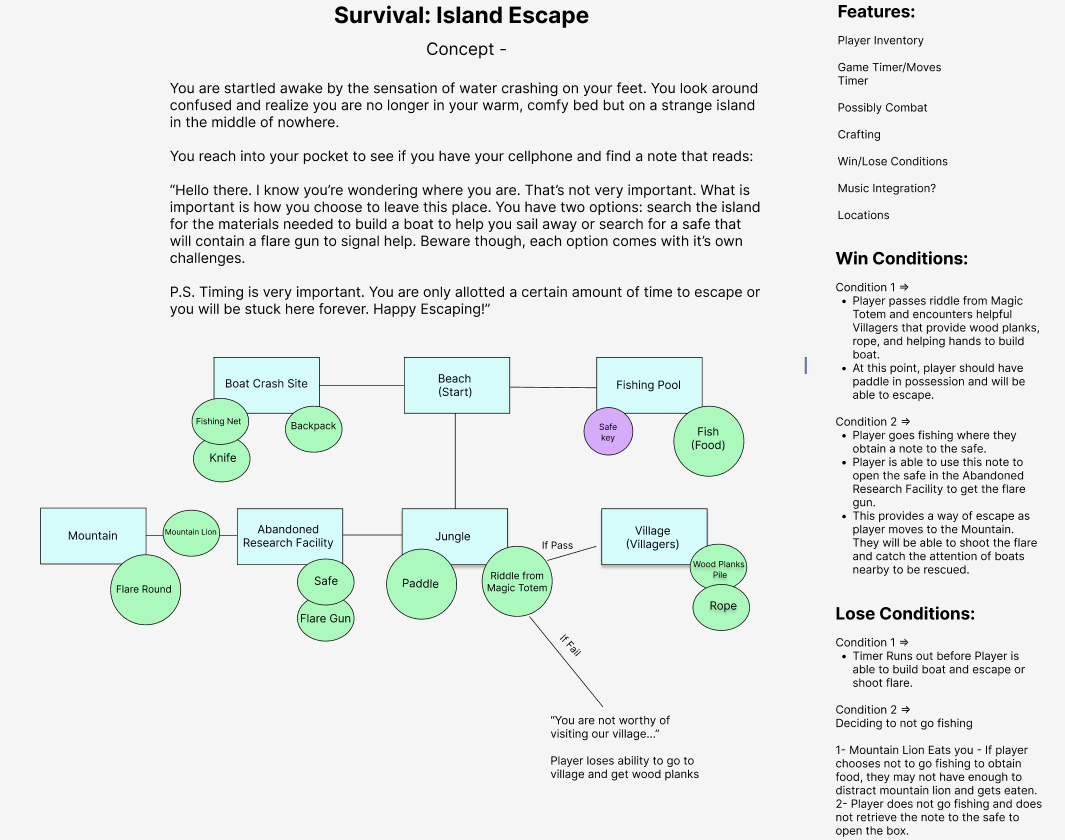 Survival: Island Escape
Concept -
You are startled awake by the sensation of water crashing on your feet. You look around
confused and realize you are no longer in your warm, comfy bed but on a strange island
in the middle of nowhere.
You reach into your pocket to see if you have your cellphone and find a note that reads:
“Hello there. I know you’re wondering where you are. That’s not very important. What is
important is how you choose to leave this place. You have two options: search the island
for the materials needed to build a boat to help you sail away or search for a safe that
will contain a flare gun to signal help. Beware though, each option comes with it’s own
challenges.
P.S. Timing is very important. You are only allotted a certain amount of time to escape or
you will be stuck here forever. Happy Escaping!”
Boat Crash Site
Beach
(Start)
Fishing Pool
Fishing Net
Knife
Backpack
Safe
key
Fish
(Food)
Mountain
Mountain Lion
Abandoned
Research Facility
Jungle
If Pass
Village
(Villagers)
Flare Round
Safe
Flare Gun
Paddle
Riddle from
Magic Totem
Wood Planks
Pile
Rope
If Fail
“You are not worthy of
visiting our village...”
Player loses ability to go to
village and get wood planks
Features:
Player Inventory
Game Timer/Moves
Timer
Possibly Combat
Crafting
Win/Lose Conditions
Music Integration?
Locations
Win Conditions:
Condition 1 ⇒
• Player passes riddle from Magic
Totem and encounters helpful
Villagers that provide wood planks,
rope, and helping hands to build
boat.
• At this point, player should have
paddle in possession and will be
able to escape.
Condition 2 ⇒
• Player goes fishing where they
obtain a note to the safe.
• Player is able to use this note to
open the safe in the Abandoned
Research Facility to get the flare
gun.
• This provides a way of escape as
player moves to the Mountain.
They will be able to shoot the flare
and catch the attention of boats
nearby to be rescued.
Lose Conditions:
Condition 1 ⇒
• Timer Runs out before Player is
able to build boat and escape or
shoot flare.
Condition 2 ⇒
Deciding to not go fishing
1- Mountain Lion Eats you - If player
chooses not to go fishing to obtain
food, they may not have enough to
distract mountain lion and gets eaten.
2- Player does not go fishing and does
not retrieve the note to the safe to
open the box.